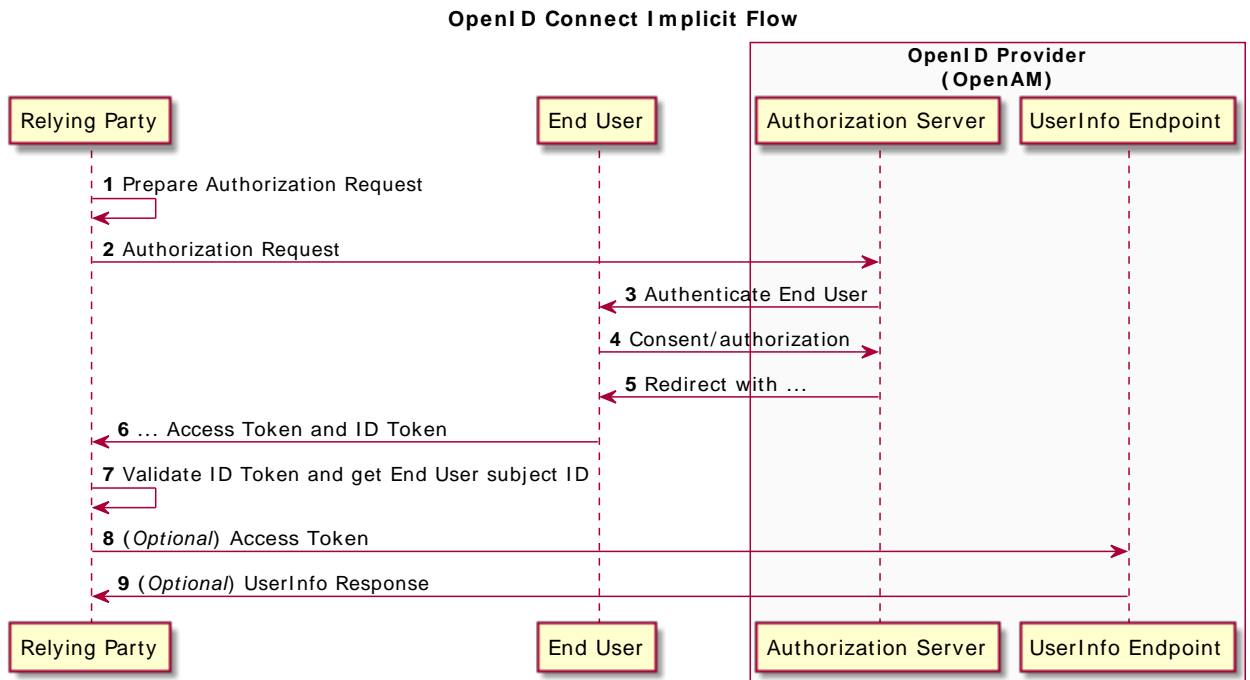 OpenID Connect Implicit Flow
OpenID Provider
(OpenAM)
Relying Party
End User
Authorization Server
UserInfo Endpoint
1 Prepare Authorization Request
2 Authorization Request
3 Authenticate End User
4 Consent/authorization
5 Redirect with ...
6 ... Access Token and ID Token
7 Validate ID Token and get End User subject ID
8 (Optional) Access Token
9 (Optional) UserInfo Response
Relying Party
End User
Authorization Server
UserInfo Endpoint